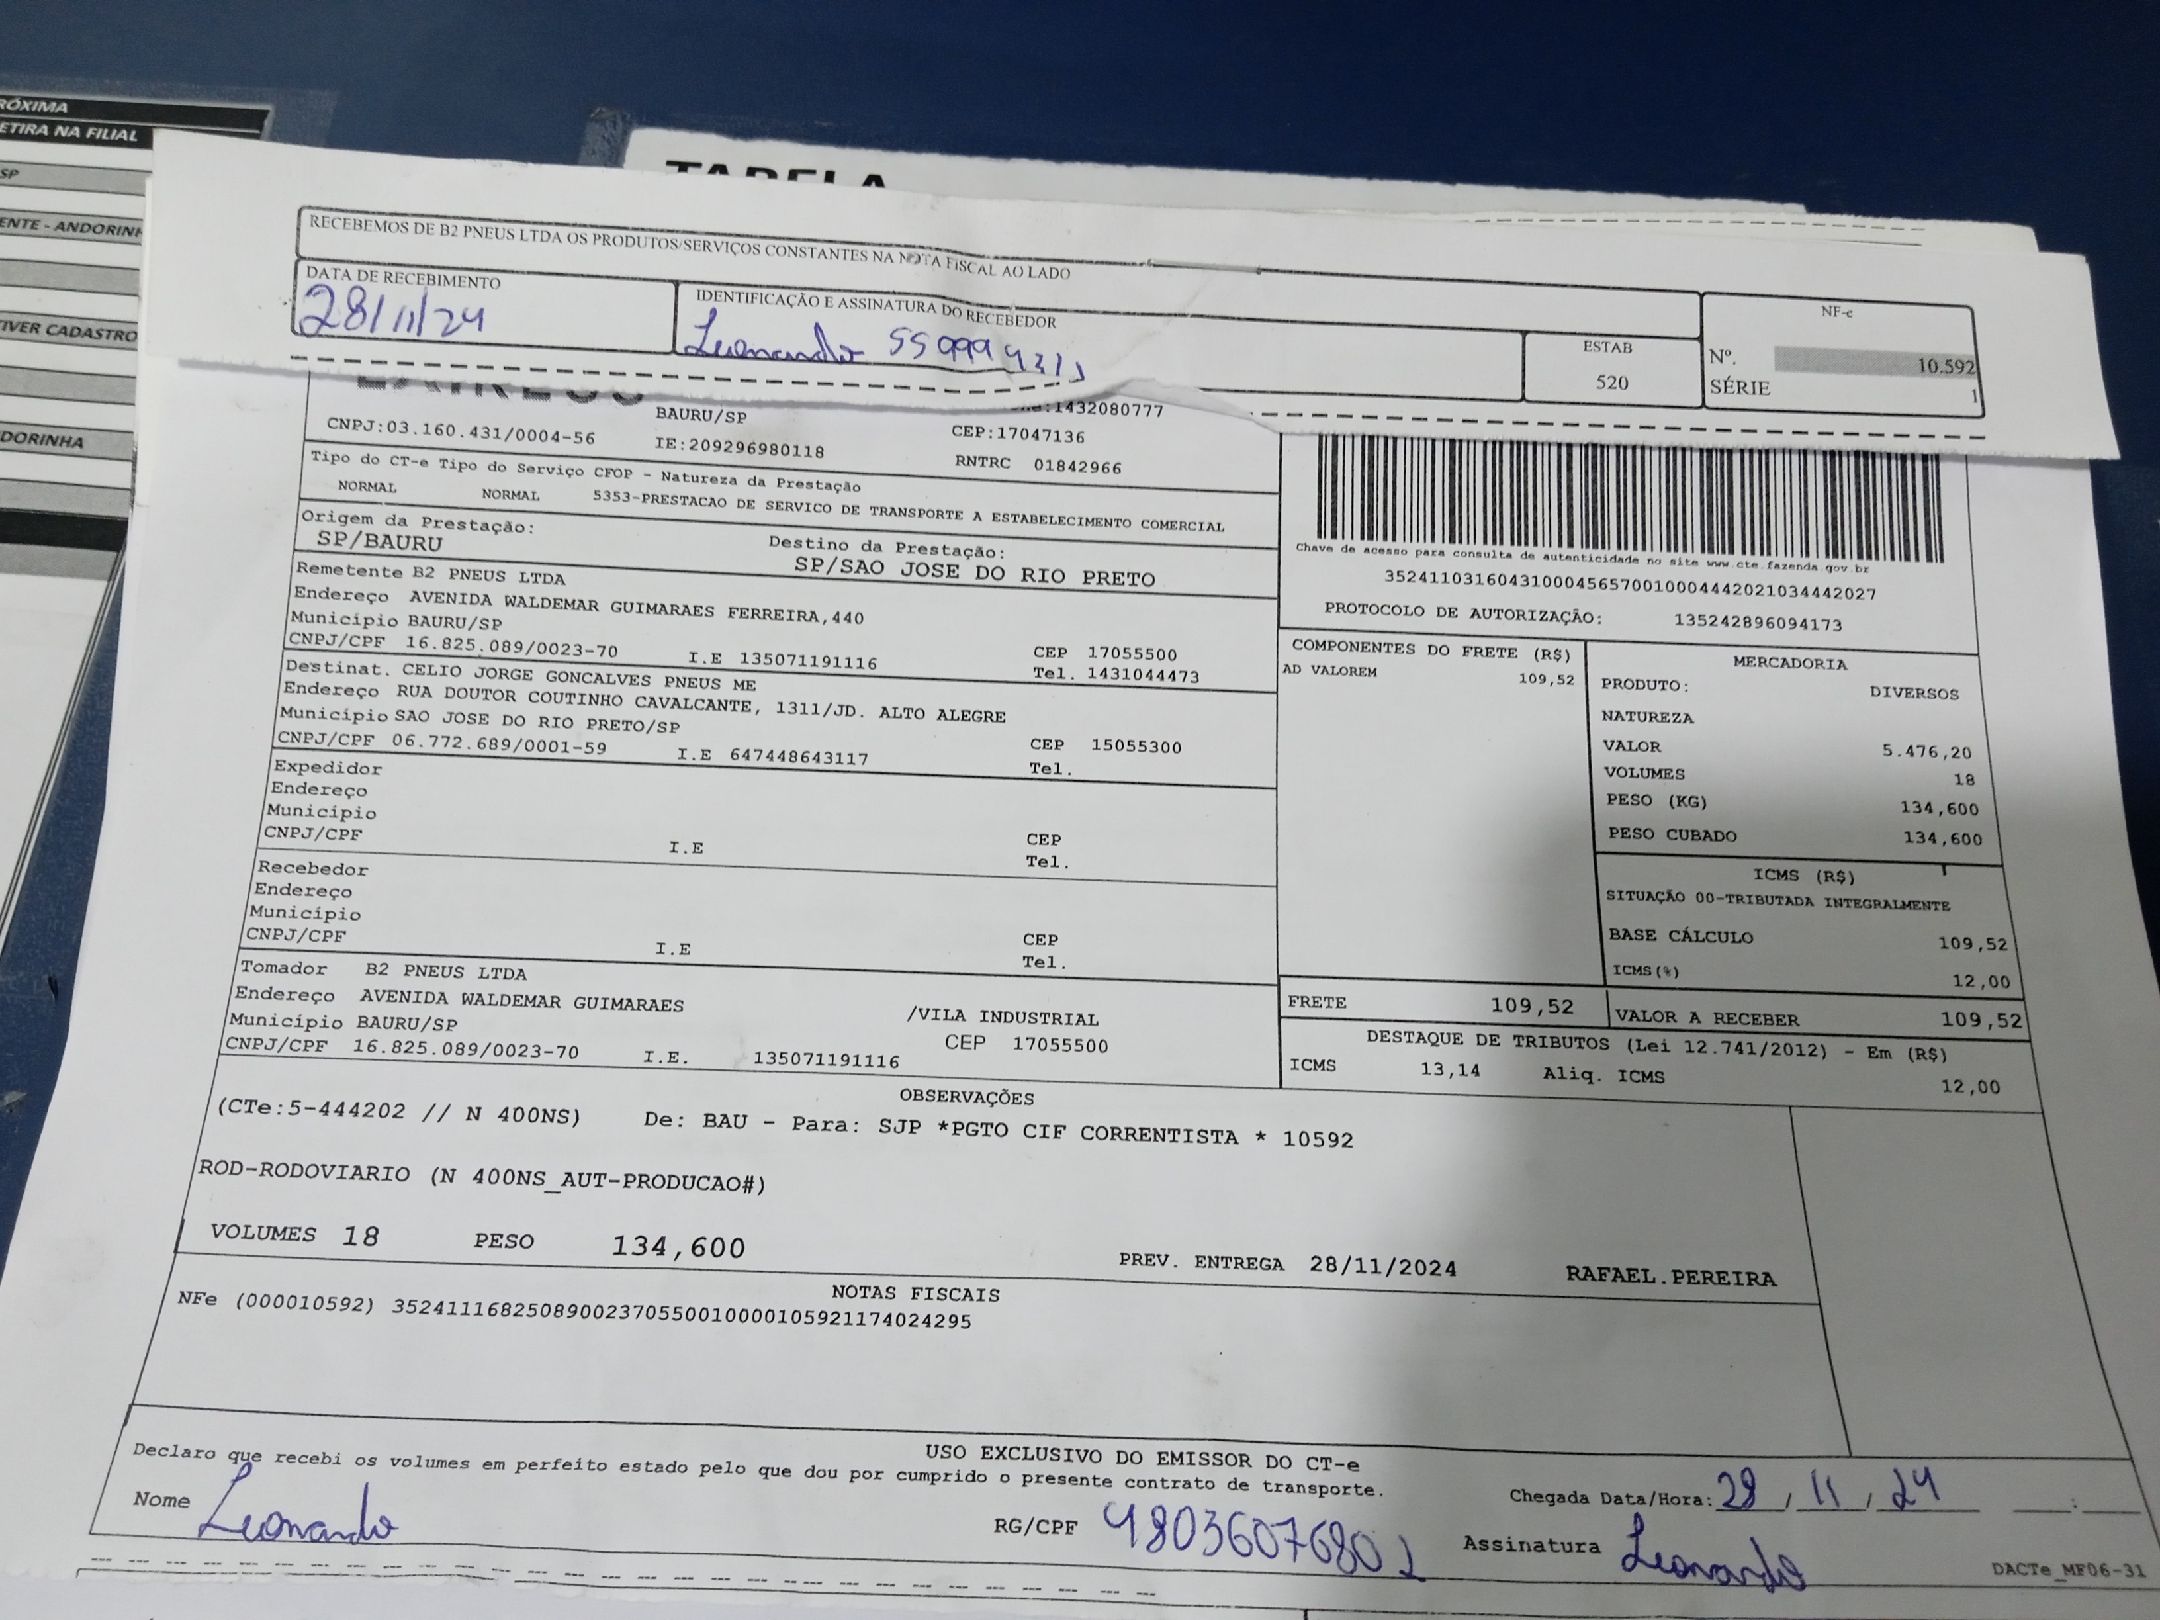 RÓXIMA
ETIRA NA FILIAL
SP
ENTE - ANDORINH
TIVER CADASTRO
DORINHA
TABELA
RECEBEMOS DE B2 PNEUS LTDA OS PRODUTOS/SERVIÇOS CONSTANTES NA NOTA FISCAL AO LADO
DATA DE RECEBIMENTO
28/11/24
IDENTIFICAÇÃO E ASSINATURA DO RECEBEDOR
Leonardo
ESTAB
520
NF-e
Nº. 10.592
SÉRIE 1
BAURU/SP :1432080777
CNPJ:03.160.431/0004-56 IE:209296980118 CEP:17047136
RNTRC 01842966
Tipo do CT-e Tipo do Serviço CFOP - Natureza da Prestação
NORMAL NORMAL 5353-PRESTACAO DE SERVICO DE TRANSPORTE A ESTABELECIMENTO COMERCIAL
Origem da Prestação: Destino da Prestação:
SP/BAURU SP/SAO JOSE DO RIO PRETO
Chave de acesso para consulta de autenticidade no site www.cte.fazenda.gov.br
35241103160431000456570010004442021034442027
PROTOCOLO DE AUTORIZAÇÃO: 135242896094173
Remetente B2 PNEUS LTDA
Endereço AVENIDA WALDEMAR GUIMARAES FERREIRA,440
Município BAURU/SP CEP 17055500
CNPJ/CPF 16.825.089/0023-70 I.E 135071191116 Tel. 1431044473
Destinat. CELIO JORGE GONCALVES PNEUS ME
Endereço RUA DOUTOR COUTINHO CAVALCANTE, 1311/JD. ALTO ALEGRE
Município SAO JOSE DO RIO PRETO/SP CEP 15055300
CNPJ/CPF 06.772.689/0001-59 I.E 647448643117 Tel.
Expedidor
Endereço
Município CEP
CNPJ/CPF I.E Tel.
Recebedor
Endereço
Município CEP
CNPJ/CPF I.E Tel.
Tomador B2 PNEUS LTDA
Endereço AVENIDA WALDEMAR GUIMARAES /VILA INDUSTRIAL
Município BAURU/SP CEP 17055500
CNPJ/CPF 16.825.089/0023-70 I.E. 135071191116
COMPONENTES DO FRETE (R$)
AD VALOREM 109,52
MERCADORIA
PRODUTO: DIVERSOS
NATUREZA
VALOR 5.476,20
VOLUMES 18
PESO (KG) 134,600
PESO CUBADO 134,600
ICMS (R$)
SITUAÇÃO 00-TRIBUTADA INTEGRALMENTE
BASE CÁLCULO 109,52
ICMS(%) 12,00
FRETE 109,52 VALOR A RECEBER 109,52
DESTAQUE DE TRIBUTOS (Lei 12.741/2012) - Em (R$)
ICMS 13,14 Aliq. ICMS 12,00
OBSERVAÇÕES
(CTe:5-444202 // N 400NS) De: BAU - Para: SJP *PGTO CIF CORRENTISTA * 10592
ROD-RODOVIARIO (N 400NS_AUT-PRODUCAO#)
VOLUMES 18 PESO 134,600 PREV. ENTREGA 28/11/2024 RAFAEL.PEREIRA
NOTAS FISCAIS
NFe (000010592) 35241116825089002370550010000105921174024295
USO EXCLUSIVO DO EMISSOR DO CT-e
Declaro que recebi os volumes em perfeito estado pelo que dou por cumprido o presente contrato de transporte.
Chegada Data/Hora: 28 / 11 / 24 :
Nome Leonardo RG/CPF Assinatura Leonardo
DACTe_MF06-31